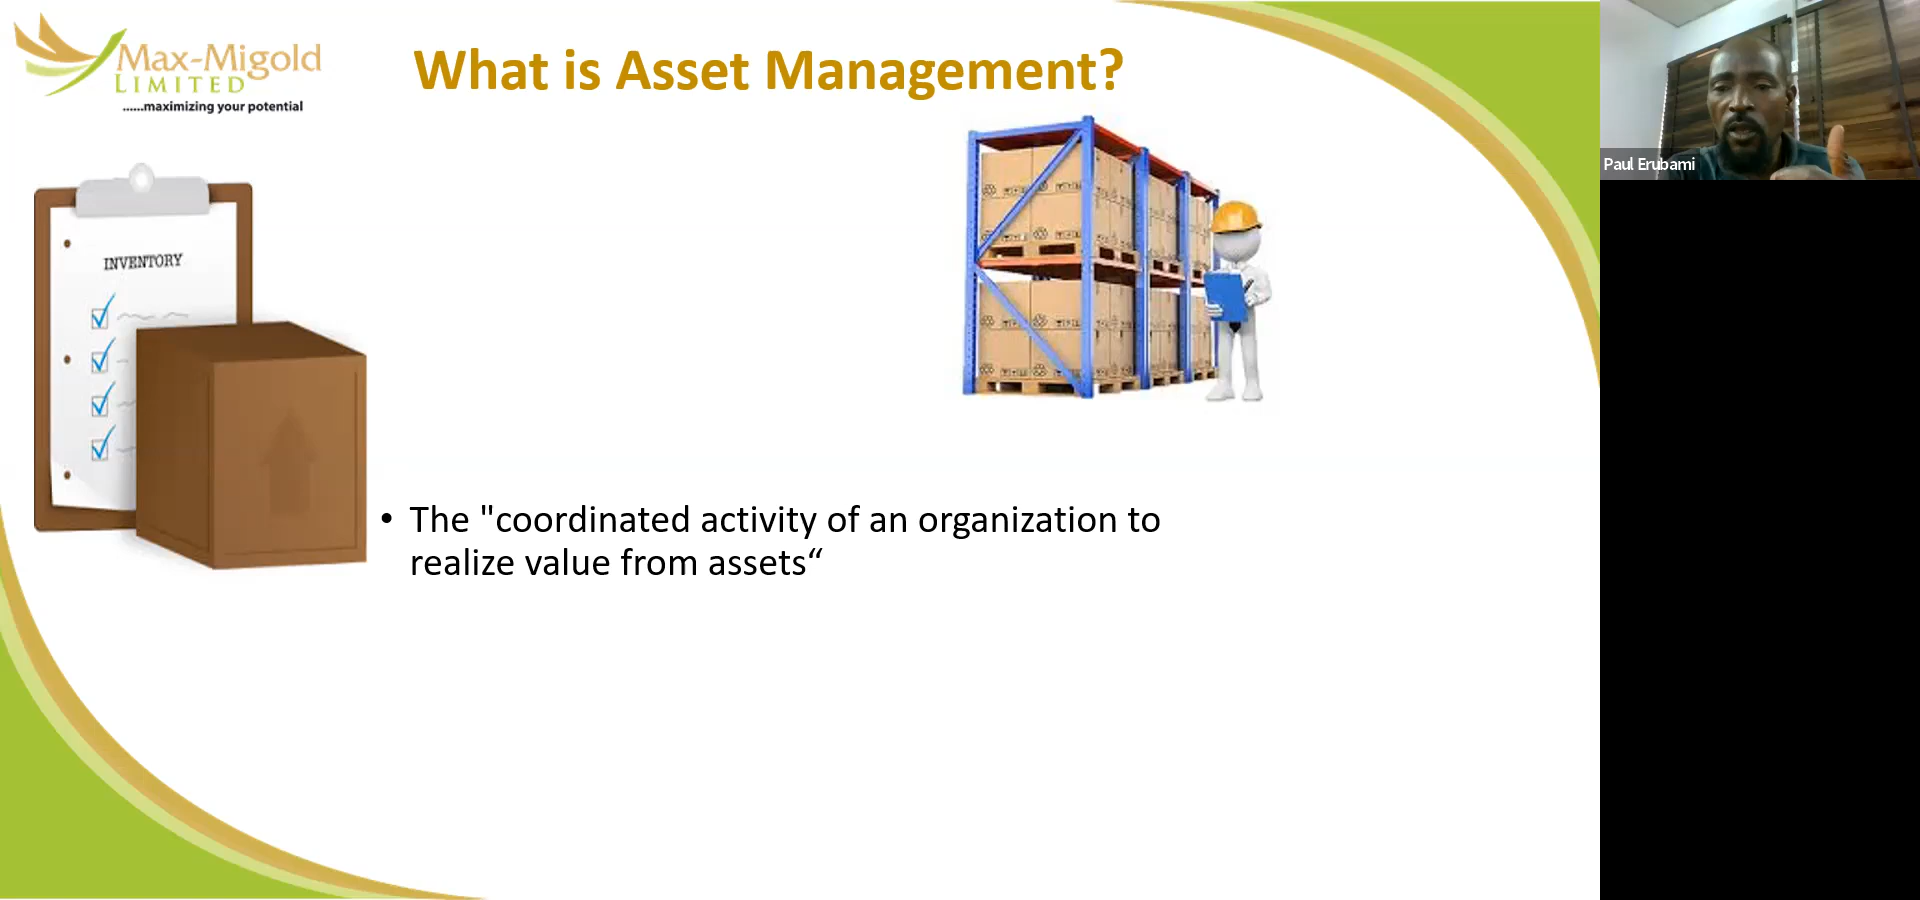 Max-Migold
LIMITED
......maximizing your potential
What is Asset Management?
Paul Erubami
INVENTORY
• The "coordinated activity of an organization to
realize value from assets“